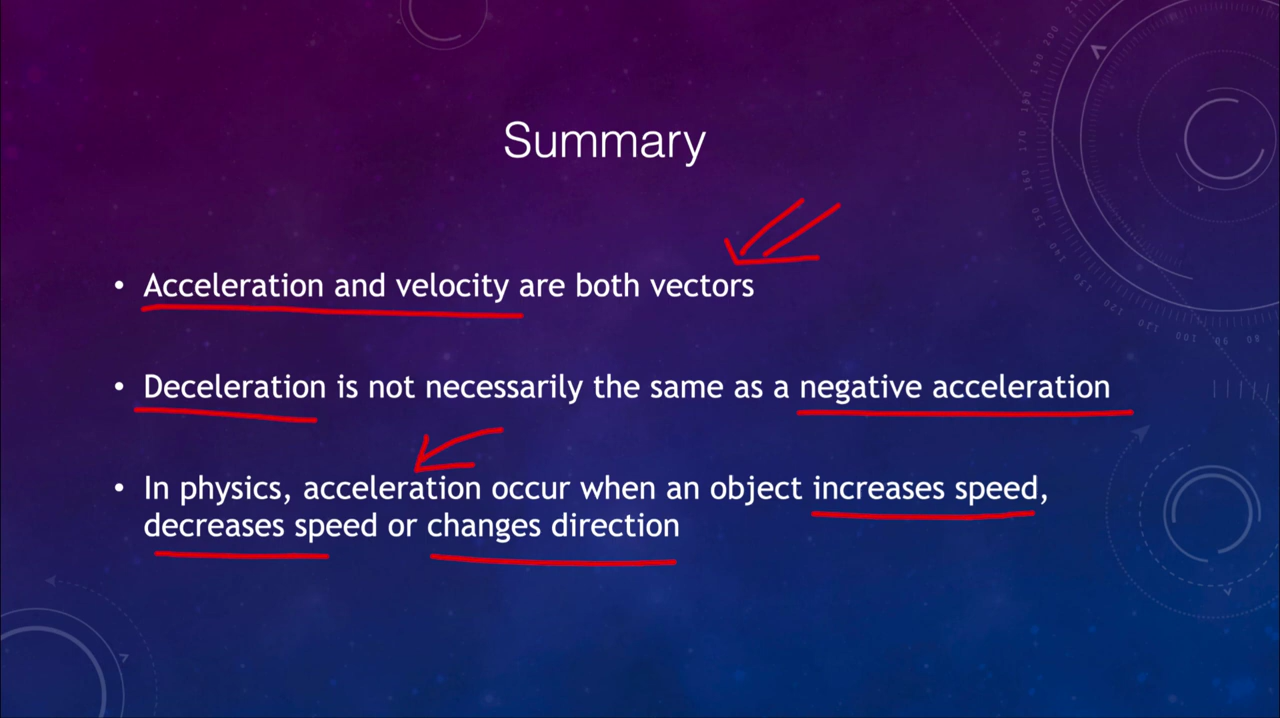 Summary
• Acceleration and velocity are both vectors
• Deceleration is not necessarily the same as a negative acceleration
• In physics, acceleration occur when an object increases speed,
decreases speed or changes direction